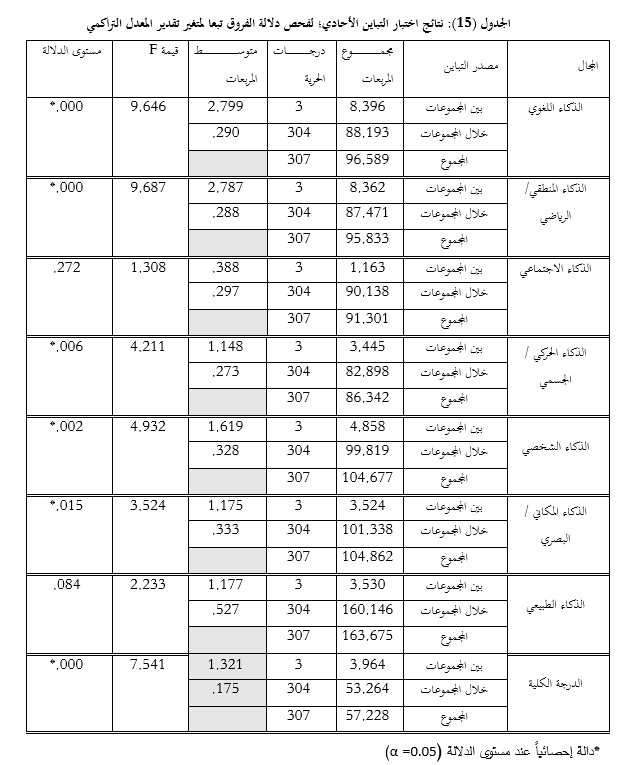 الجدول (15): نتائج اختبار التباين الأحادي؛ لفحص دلالة الفروق تبعا لمتغير تقدير المعدل التراكمي
المجال مصدر التباين مجمـــوع المربعات درجـــات الحرية متوســـط المربعات قيمة F مستوى الدلالة
الذكاء اللغوي بين المجموعات 8,396 3 2,799 9,646 *,000
خلال المجموعات 88,193 304 ,290
المجموع 96,589 307
الذكاء المنطقي/ الرياضي بين المجموعات 8,362 3 2,787 9,687 *,000
خلال المجموعات 87,471 304 ,288
المجموع 95,833 307
الذكاء الاجتماعي بين المجموعات 1,163 3 ,388 1,308 ,272
خلال المجموعات 90,138 304 ,297
المجموع 91,301 307
الذكاء الحركي / الجسمي بين المجموعات 3,445 3 1,148 4,211 *,006
خلال المجموعات 82,898 304 ,273
المجموع 86,342 307
الذكاء الشخصي بين المجموعات 4,858 3 1,619 4,932 *,002
خلال المجموعات 99,819 304 ,328
المجموع 104,677 307
الذكاء المكاني / البصري بين المجموعات 3,524 3 1,175 3,524 *,015
خلال المجموعات 101,338 304 ,333
المجموع 104,862 307
الذكاء الطبيعي بين المجموعات 3,530 3 1,177 2,233 ,084
خلال المجموعات 160,146 304 ,527
المجموع 163,675 307
الدرجة الكلية بين المجموعات 3,964 3 1,321 7,541 *,000
خلال المجموعات 53,264 304 ,175
المجموع 57,228 307
*دالة إحصائياً عند مستوى الدلالة (α =0.05)